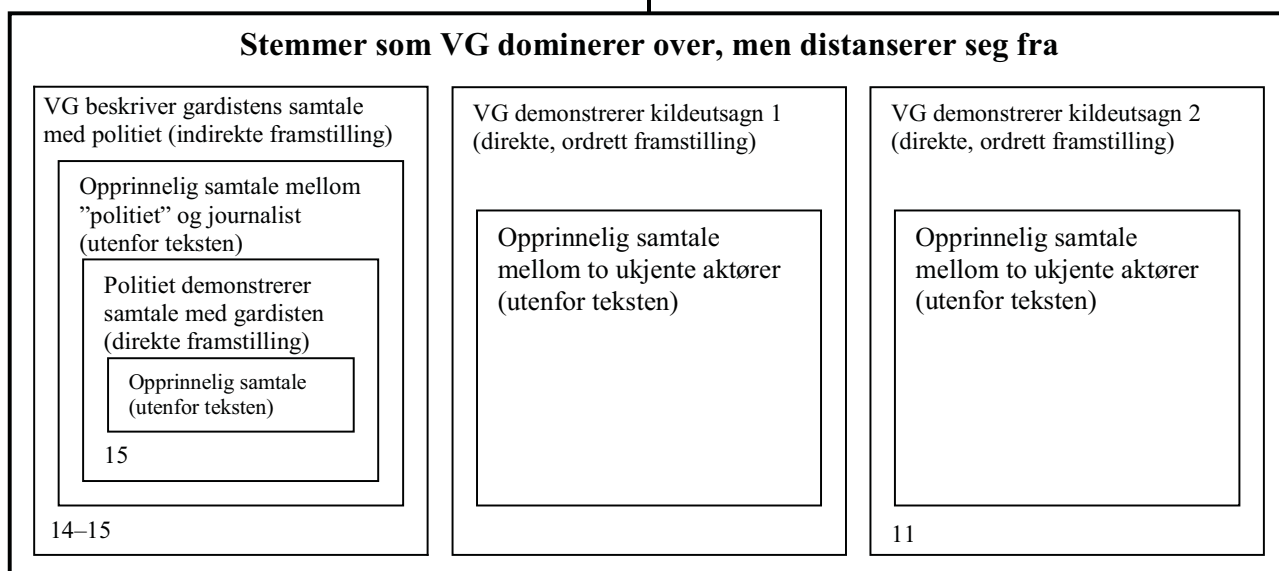 Stemmer som VG dominerer over, men distanserer seg fra
VG beskriver gardistens samtale
med politiet (indirekte framstilling)
Opprinnelig samtale mellom
”politiet” og journalist
(utenfor teksten)
Politiet demonstrerer
samtale med gardisten
(direkte framstilling)
Opprinnelig samtale
(utenfor teksten)
15
14–15
VG demonstrerer kildeutsagn 1
(direkte, ordrett framstilling)
Opprinnelig samtale
mellom to ukjente aktører
(utenfor teksten)
VG demonstrerer kildeutsagn 2
(direkte, ordrett framstilling)
Opprinnelig samtale
mellom to ukjente aktører
(utenfor teksten)
11